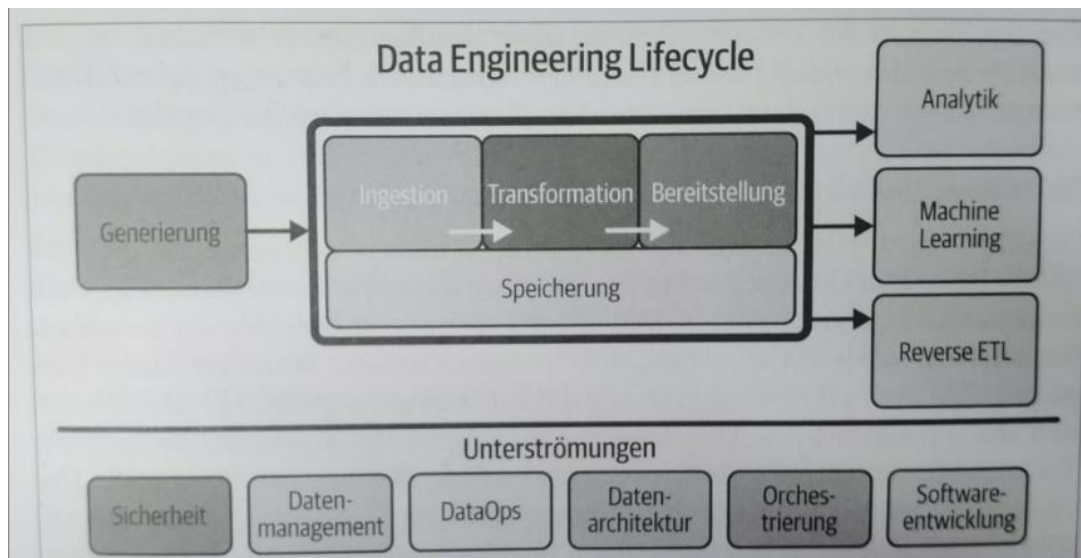 Data Engineering Lifecycle
Generierung
Ingestion
Transformation
Bereitstellung
Speicherung
Analytik
Machine
Learning
Reverse ETL
Unterströmungen
Sicherheit
Daten-
management
DataOps
Daten-
architektur
Orches-
trierung
Software-
entwicklung